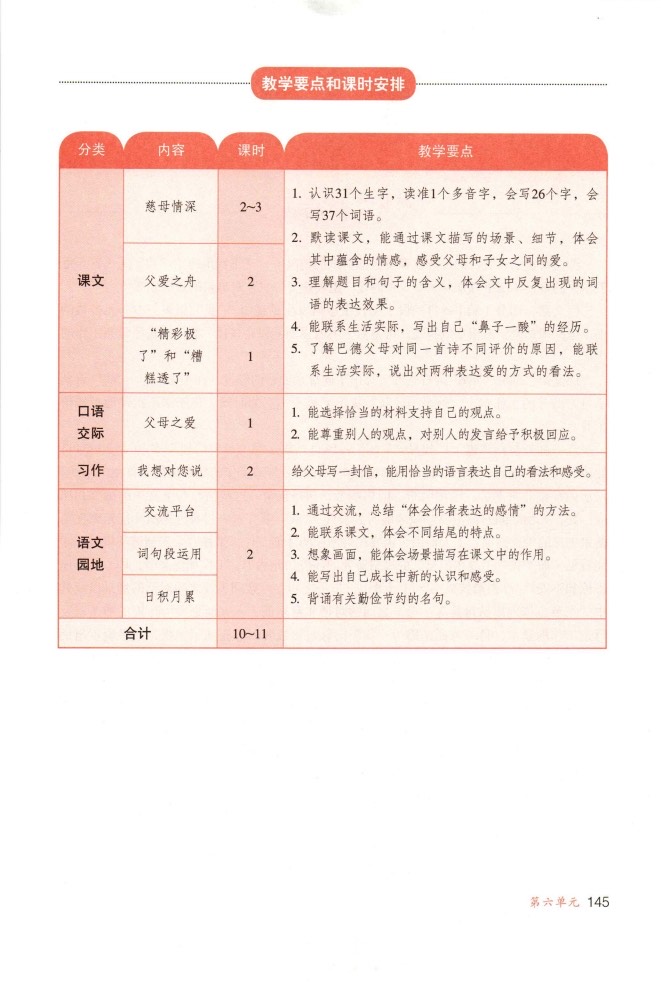 教学要点和课时安排
分类 内容 课时 教学要点
课文
慈母情深 2~3
父爱之舟 2
“精彩极
了”和“糟
糕透了”
1
1. 认识31个生字，读准1个多音字，会写26个字，会
写37个词语。
2. 默读课文，能通过课文描写的场景、细节，体会
其中蕴含的情感，感受父母和子女之间的爱。
3. 理解题目和句子的含义，体会文中反复出现的词
语的表达效果。
4. 能联系生活实际，写出自己“鼻子一酸”的经历。
5. 了解巴德父母对同一首诗不同评价的原因，能联
系生活实际，说出对两种表达爱的方式的看法。
口语
交际
父母之爱 1
1. 能选择恰当的材料支持自己的观点。
2. 能尊重别人的观点，对别人的发言给予积极回应。
习作 我想对您说 2 给父母写一封信，能用恰当的语言表达自己的看法和感受。
语文
园地
交流平台
词句段运用
日积月累
2
1. 通过交流，总结“体会作者表达的感情”的方法。
2. 能联系课文，体会不同结尾的特点。
3. 想象画面，能体会场景描写在课文中的作用。
4. 能写出自己成长中新的认识和感受。
5. 背诵有关勤俭节约的名句。
合计 10~11
第六单元 145